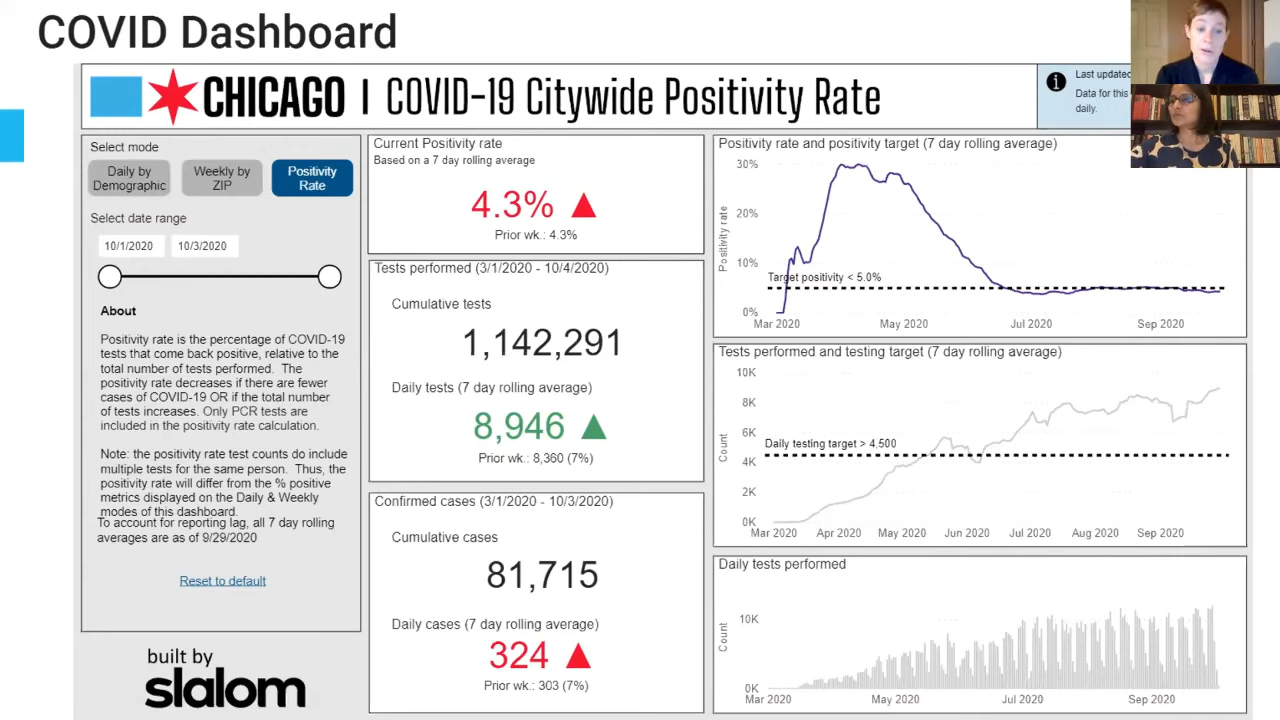 COVID Dashboard
CHICAGO | COVID-19 Citywide Positivity Rate
Last updated
Data for this
daily.
Select mode
Daily by
Demographic
Weekly by
ZIP
Positivity
Rate
Select date range
10/1/2020
10/3/2020
About
Positivity rate is the percentage of COVID-19
tests that come back positive, relative to the
total number of tests performed. The
positivity rate decreases if there are fewer
cases of COVID-19 OR if the total number
of tests increases. Only PCR tests are
included in the positivity rate calculation.
Note: the positivity rate test counts do include
multiple tests for the same person. Thus, the
positivity rate will differ from the % positive
metrics displayed on the Daily & Weekly
modes of this dashboard.
To account for reporting lag, all 7 day rolling
averages are as of 9/29/2020
Reset to default
built by
slalom
Current Positivity rate
Based on a 7 day rolling average
4.3%
Prior wk.: 4.3%
Tests performed (3/1/2020 - 10/4/2020)
Cumulative tests
1,142,291
Daily tests (7 day rolling average)
8,946
Prior wk.: 8,360 (7%)
Confirmed cases (3/1/2020 - 10/3/2020)
Cumulative cases
81,715
Daily cases (7 day rolling average)
324
Prior wk.: 303 (7%)
Positivity rate and positivity target (7 day rolling average)
Positivity rate
30%
20%
10%
0%
Target positivity < 5.0%
Mar 2020
May 2020
Jul 2020
Sep 2020
Tests performed and testing target (7 day rolling average)
Count
10K
8K
6K
4K
2K
0K
Daily testing target > 4,500
Mar 2020
Apr 2020
May 2020
Jun 2020
Jul 2020
Aug 2020
Sep 2020
Daily tests performed
Count
10K
0K
Mar 2020
May 2020
Jul 2020
Sep 2020